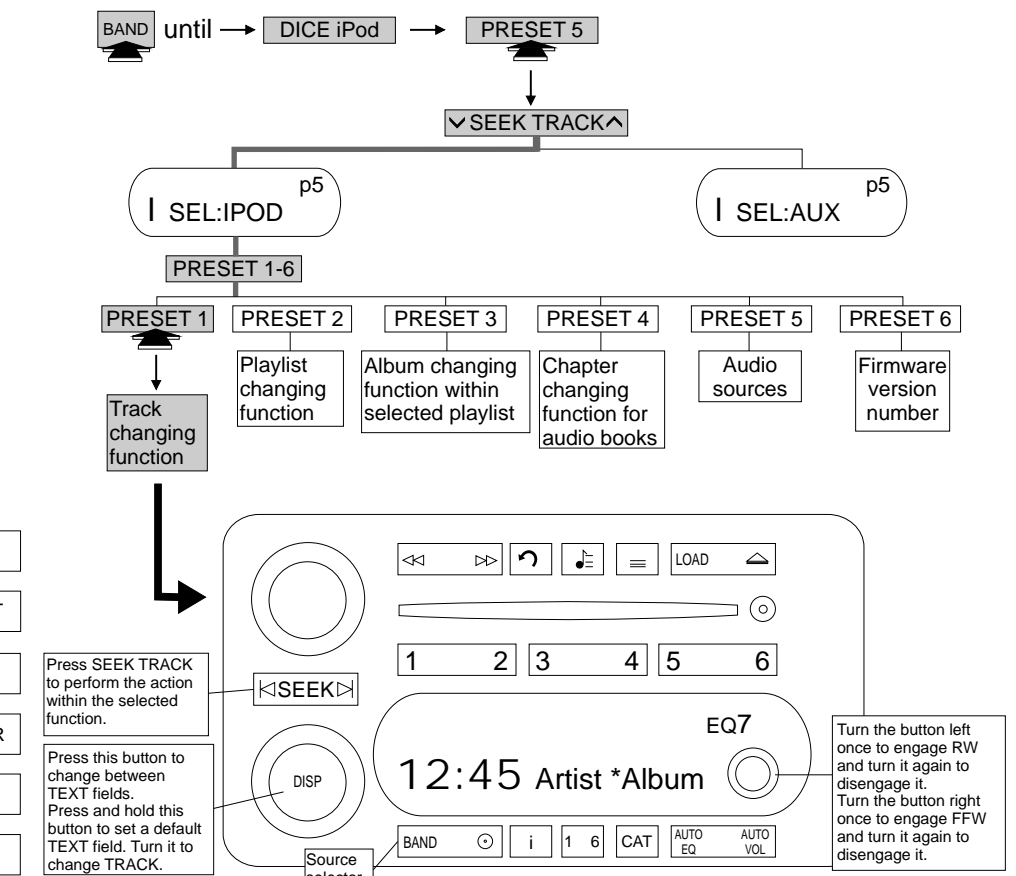 BAND until DICE iPod PRESET 5
SEEK TRACK
p5
SEL:IPOD
p5
SEL:AUX
PRESET 1-6
PRESET 1 PRESET 2 PRESET 3 PRESET 4 PRESET 5 PRESET 6
Track
changing
function
Playlist
changing
function
Album changing
function within
selected playlist
Chapter
changing
function for
audio books
Audio
sources
Firmware
version
number
LOAD
1 2 3 4 5 6
SEEK
DISP
EQ7
12:45 Artist *Album
BAND i 1 6 CAT AUTO EQ AUTO VOL
Press SEEK TRACK
to perform the action
within the selected
function.
Press this button to
change between
TEXT fields.
Press and hold this
button to set a default
TEXT field. Turn it to
change TRACK.
Source
selector
Turn the button left
once to engage RW
and turn it again to
disengage it.
Turn the button right
once to engage FFW
and turn it again to
disengage it.
R